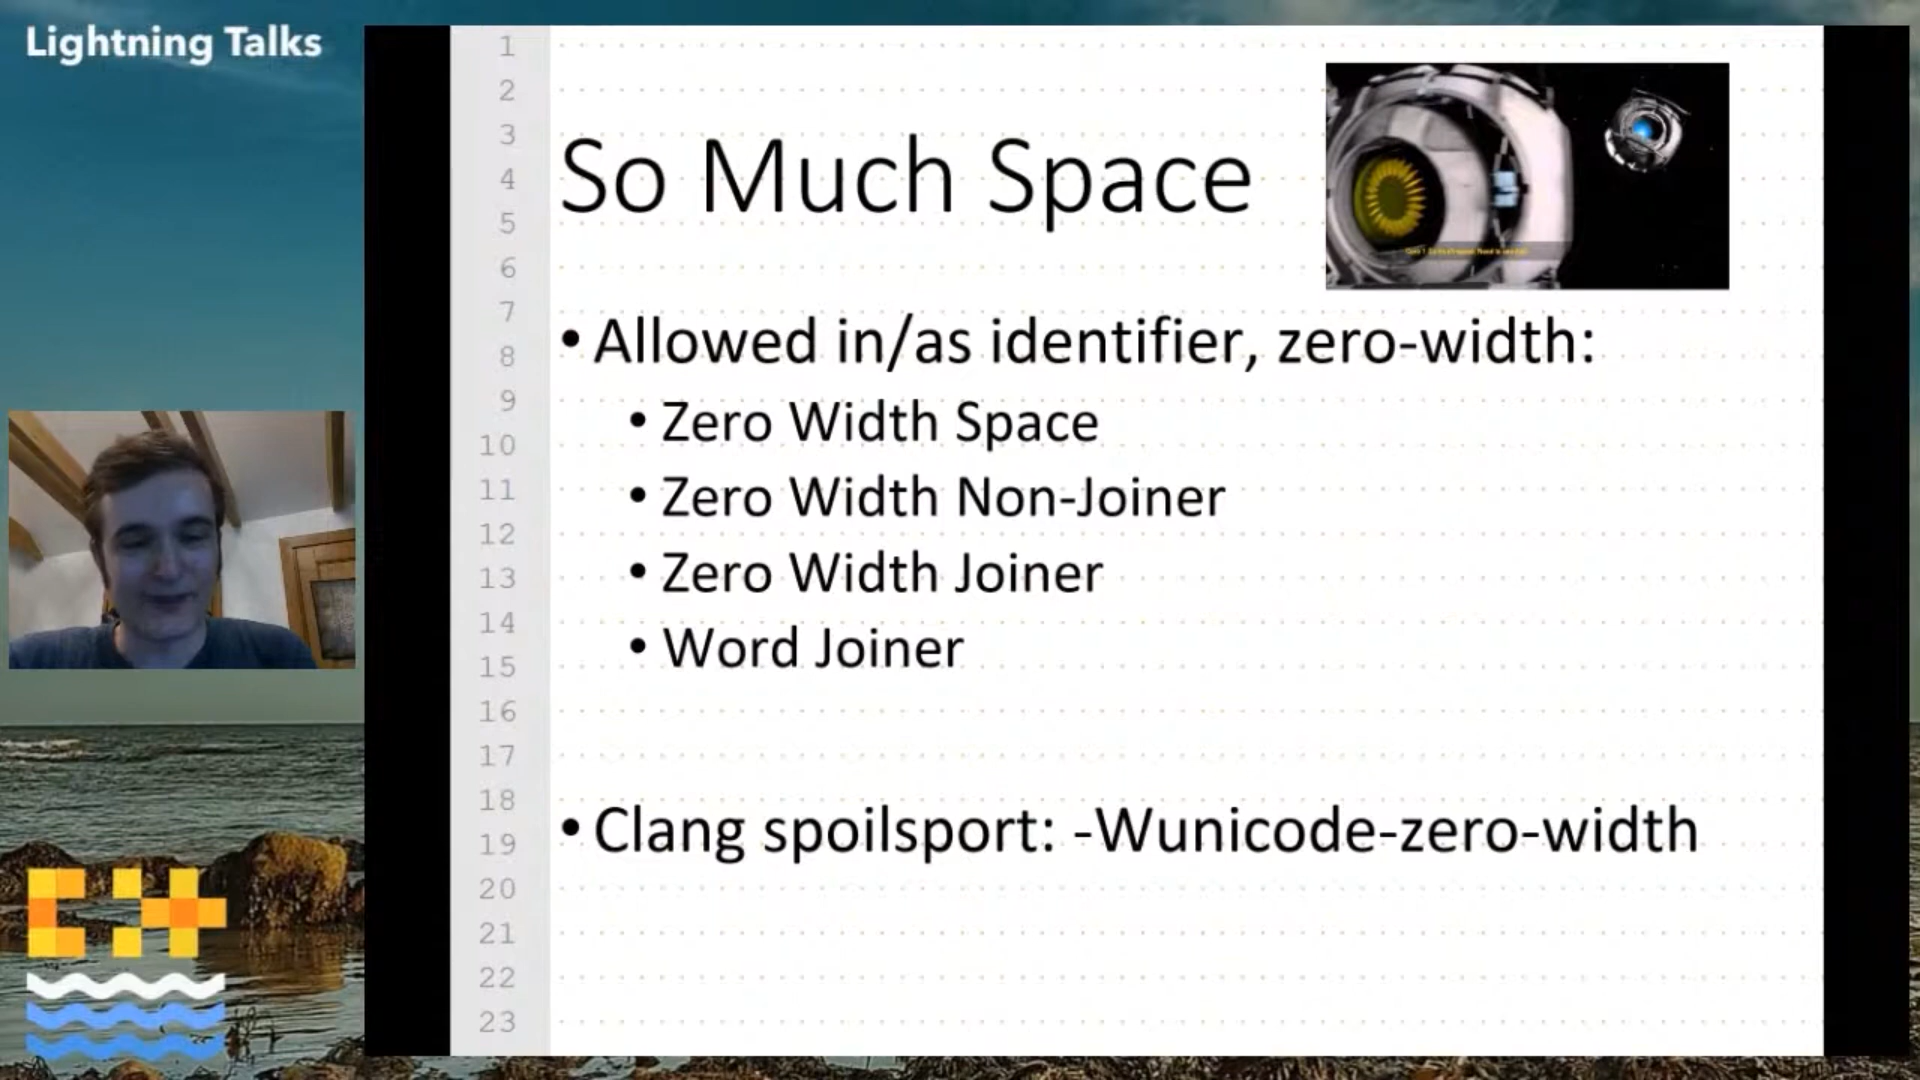 Lightning Talks
1
2
3
4
5
6
7
8
9
10
11
12
13
14
15
16
17
18
19
20
21
22
23
So Much Space
• Allowed in/as identifier, zero-width:
• Zero Width Space
• Zero Width Non-Joiner
• Zero Width Joiner
• Word Joiner
• Clang spoilsport: -Wunicode-zero-width
C++